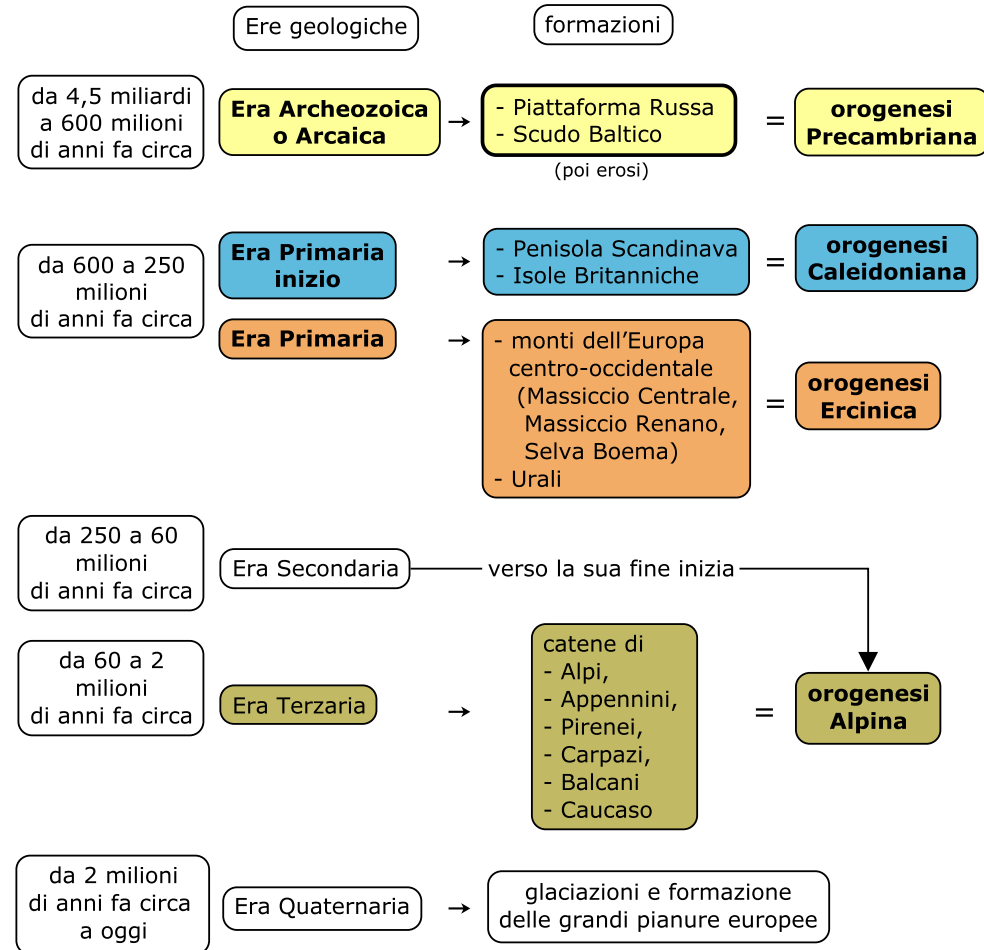 Ere geologiche
formazioni
da 4,5 miliardi
a 600 milioni
di anni fa circa
Era Archeozoica
o Arcaica
→
- Piattaforma Russa
- Scudo Baltico
(poi erosi)
=
orogenesi
Precambriana
da 600 a 250
milioni
di anni fa circa
Era Primaria
inizio
→
- Penisola Scandinava
- Isole Britanniche
=
orogenesi
Caleidoniana
Era Primaria
→
- monti dell’Europa
centro-occidentale
(Massiccio Centrale,
Massiccio Renano,
Selva Boema)
- Urali
=
orogenesi
Ercinica
da 250 a 60
milioni
di anni fa circa
Era Secondaria
verso la sua fine inizia
da 60 a 2
milioni
di anni fa circa
Era Terzaria
→
catene di
- Alpi,
- Appennini,
- Pirenei,
- Carpazi,
- Balcani
- Caucaso
=
orogenesi
Alpina
da 2 milioni
di anni fa circa
a oggi
Era Quaternaria
→
glaciazioni e formazione
delle grandi pianure europee